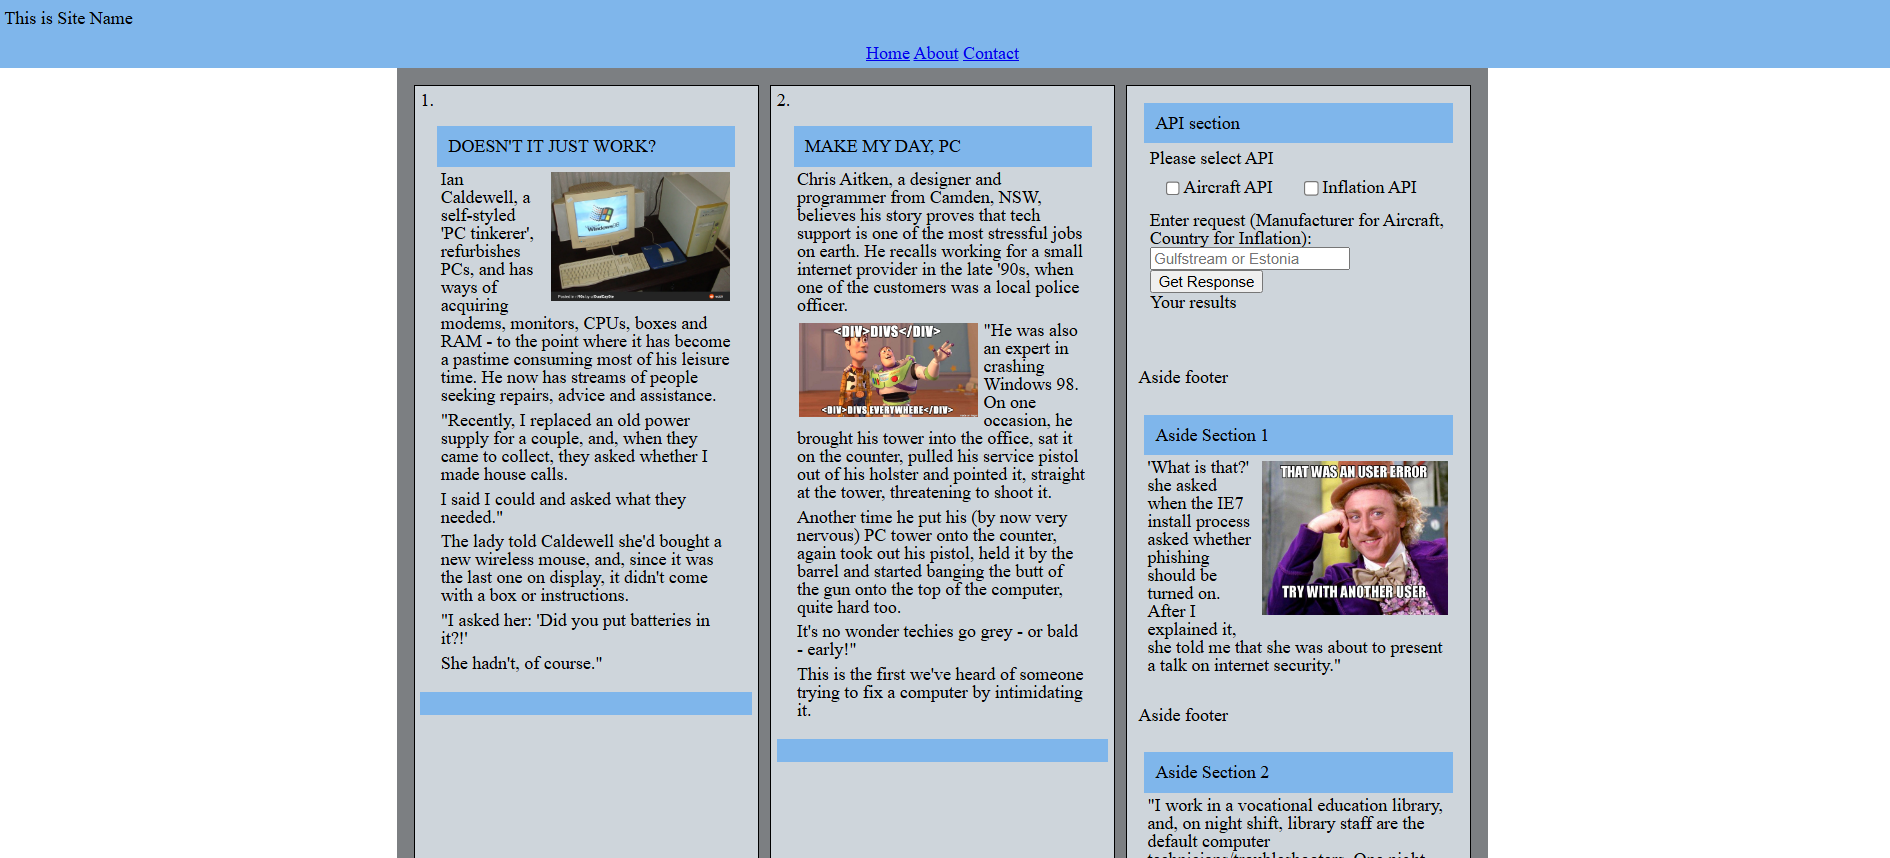 This is Site Name
Home About Contact
1.
DOESN'T IT JUST WORK?
Ian
Caldewell, a
self-styled
'PC tinkerer',
refurbishes
PCs, and has
ways of
acquiring
modems, monitors, CPUs, boxes and
RAM - to the point where it has become
a pastime consuming most of his leisure
time. He now has streams of people
seeking repairs, advice and assistance.
"Recently, I replaced an old power
supply for a couple, and, when they
came to collect, they asked whether I
made house calls.
I said I could and asked what they
needed."
The lady told Caldewell she'd bought a
new wireless mouse, and, since it was
the last one on display, it didn't come
with a box or instructions.
"I asked her: 'Did you put batteries in
it?!'
She hadn't, of course."
2.
MAKE MY DAY, PC
Chris Aitken, a designer and
programmer from Camden, NSW,
believes his story proves that tech
support is one of the most stressful jobs
on earth. He recalls working for a small
internet provider in the late '90s, when
one of the customers was a local police
officer.
<DIV>DIVS</DIV>
<DIV>DIVS EVERYWHERE</DIV>
"He was also
an expert in
crashing
Windows 98.
On one
occasion, he
brought his tower into the office, sat it
on the counter, pulled his service pistol
out of his holster and pointed it, straight
at the tower, threatening to shoot it.
Another time he put his (by now very
nervous) PC tower onto the counter,
again took out his pistol, held it by the
barrel and started banging the butt of
the gun onto the top of the computer,
quite hard too.
It's no wonder techies go grey - or bald
- early!"
This is the first we've heard of someone
trying to fix a computer by intimidating
it.
API section
Please select API
Aircraft API Inflation API
Enter request (Manufacturer for Aircraft,
Country for Inflation):
Gulfstream or Estonia
Get Response
Your results
Aside footer
Aside Section 1
'What is that?'
she asked
when the IE7
install process
asked whether
phishing
should be
turned on.
After I
explained it,
she told me that she was about to present
a talk on internet security."
THAT WAS AN USER ERROR
TRY WITH ANOTHER USER
Aside footer
Aside Section 2
"I work in a vocational education library,
and, on night shift, library staff are the
default computer